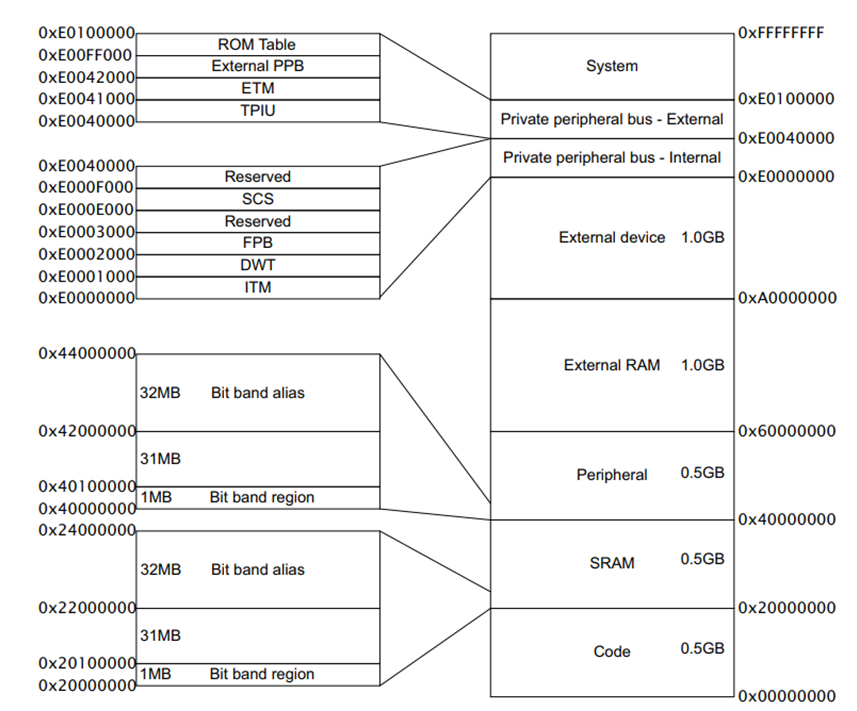 0xE0100000
ROM Table
0xE00FF000
External PPB
0xE0042000
ETM
0xE0041000
TPIU
0xE0040000
0xE0040000
Reserved
0xE000F000
SCS
0xE000E000
Reserved
0xE0003000
FPB
0xE0002000
DWT
0xE0001000
ITM
0xE0000000
0x44000000
32MB Bit band alias
0x42000000
31MB
0x40100000
1MB Bit band region
0x40000000
0x24000000
32MB Bit band alias
0x22000000
31MB
0x20100000
1MB Bit band region
0x20000000
0xFFFFFFFF
System
0xE0100000
Private peripheral bus - External
0xE0040000
Private peripheral bus - Internal
0xE0000000
External device 1.0GB
0xA0000000
External RAM 1.0GB
0x60000000
Peripheral 0.5GB
0x40000000
SRAM 0.5GB
0x20000000
Code 0.5GB
0x00000000